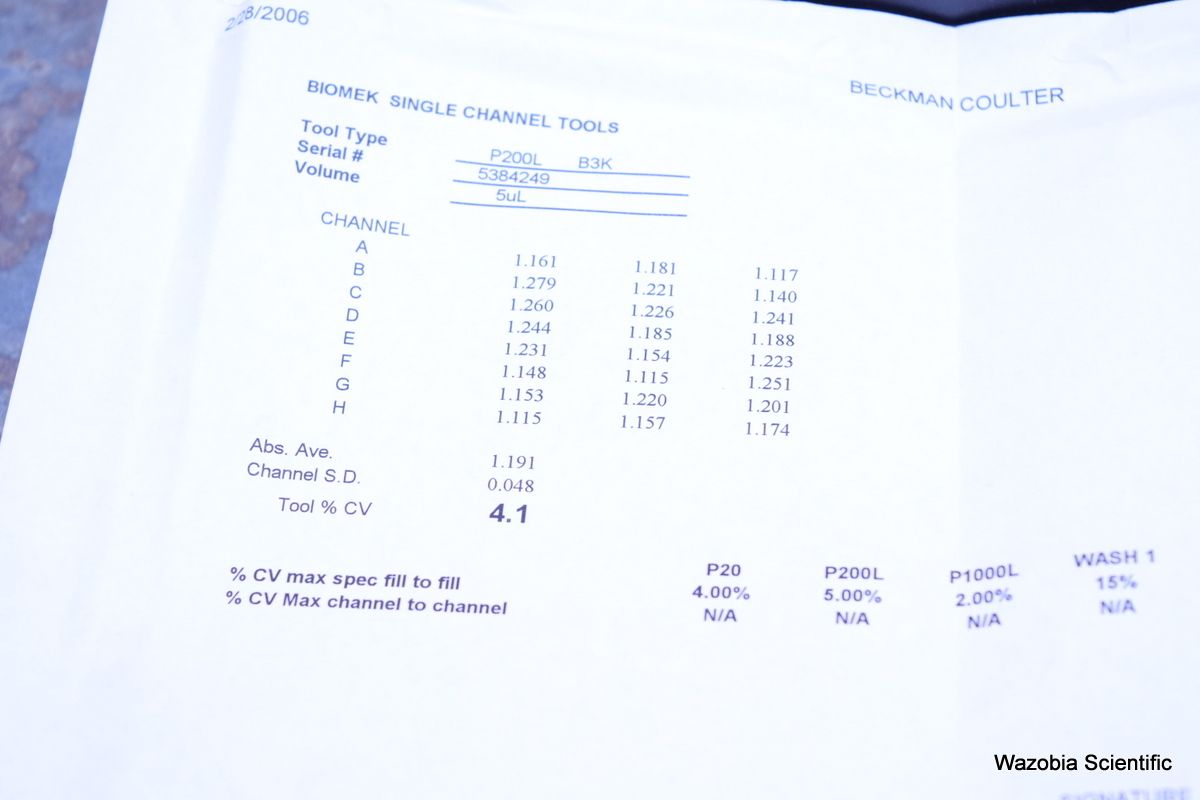 2/28/2006
BIOMEK SINGLE CHANNEL TOOLS
BECKMAN COULTER
Tool Type P200L B3K
Serial # 5384249
Volume 5uL
CHANNEL
A 1.161 1.181 1.117
B 1.279 1.221 1.140
C 1.260 1.226 1.241
D 1.244 1.185 1.188
E 1.231 1.154 1.223
F 1.148 1.115 1.251
G 1.153 1.220 1.201
H 1.115 1.157 1.174
Abs. Ave. 1.191
Channel S.D. 0.048
Tool % CV 4.1
P20 P200L P1000L WASH 1
% CV max spec fill to fill 4.00% 5.00% 2.00% 15%
% CV Max channel to channel N/A N/A N/A N/A
Wazobia Scientific
SIGNATURE